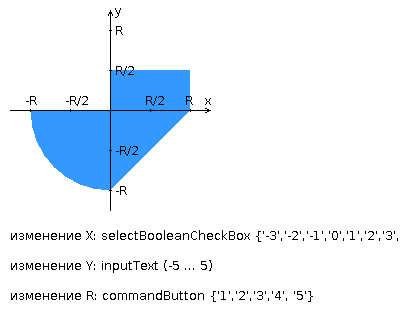 y
R
R/2
-R -R/2 R/2 R x
-R/2
-R
изменение X: selectBooleanCheckBox {'-3','-2','-1','0','1','2','3',
изменение Y: inputText (-5 ... 5)
изменение R: commandButton {'1','2','3','4', '5'}